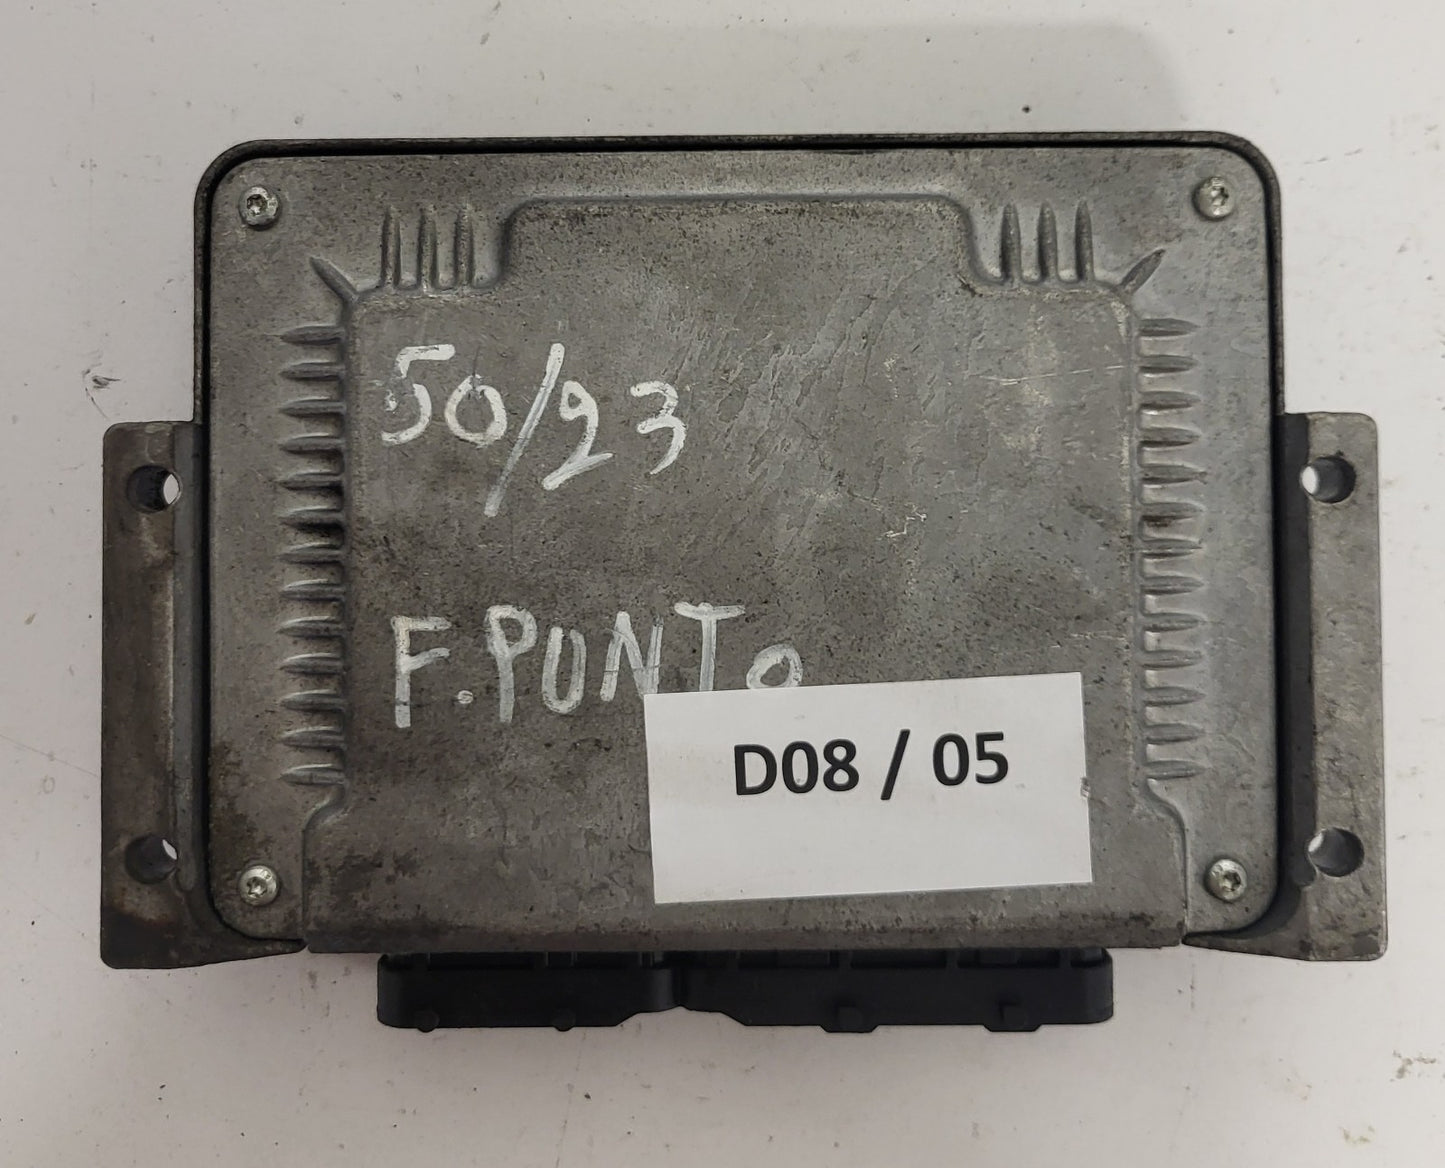 50/23
F.PUNTo
D08 / 05